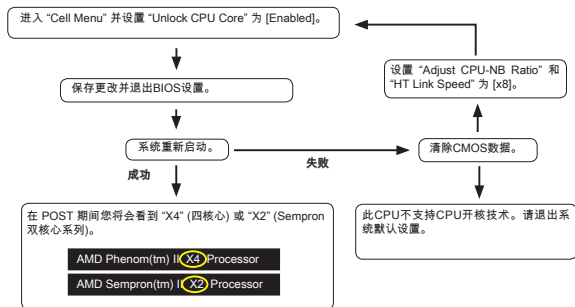 进入 “Cell Menu” 并设置 “Unlock CPU Core” 为 [Enabled]。
保存更改并退出BIOS设置。
设置 “Adjust CPU-NB Ratio” 和
“HT Link Speed” 为 [x8]。
系统重新启动。
失败
清除CMOS数据。
成功
在 POST 期间您将会看到 “X4” (四核心) 或 “X2” (Sempron
双核心系列)。
AMD Phenom(tm) II X4 Processor
AMD Sempron(tm) II X2 Processor
此CPU不支持CPU开核技术。请退出系
统默认设置。